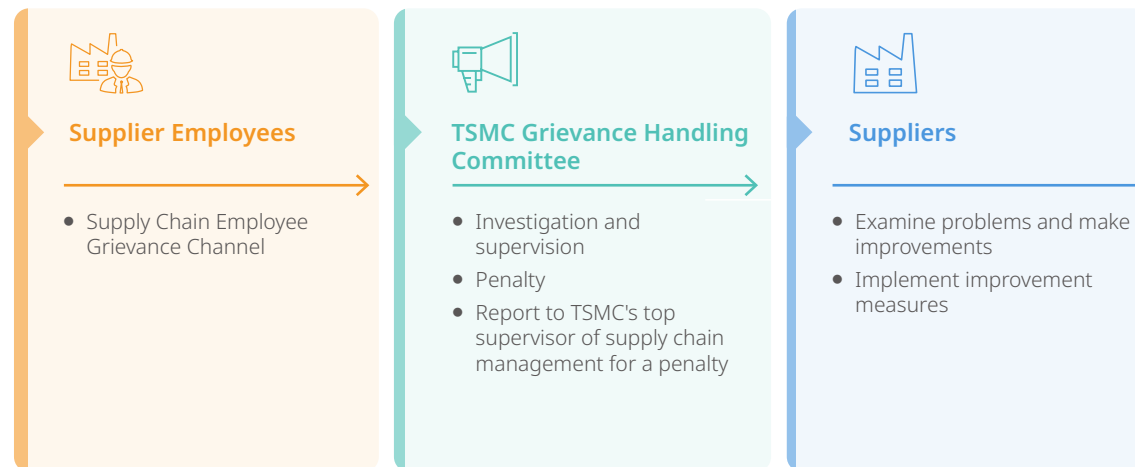 Supplier Employees
• Supply Chain Employee
Grievance Channel
TSMC Grievance Handling
Committee
• Investigation and
supervision
• Penalty
• Report to TSMC's top
supervisor of supply chain
management for a penalty
Suppliers
• Examine problems and make
improvements
• Implement improvement
measures